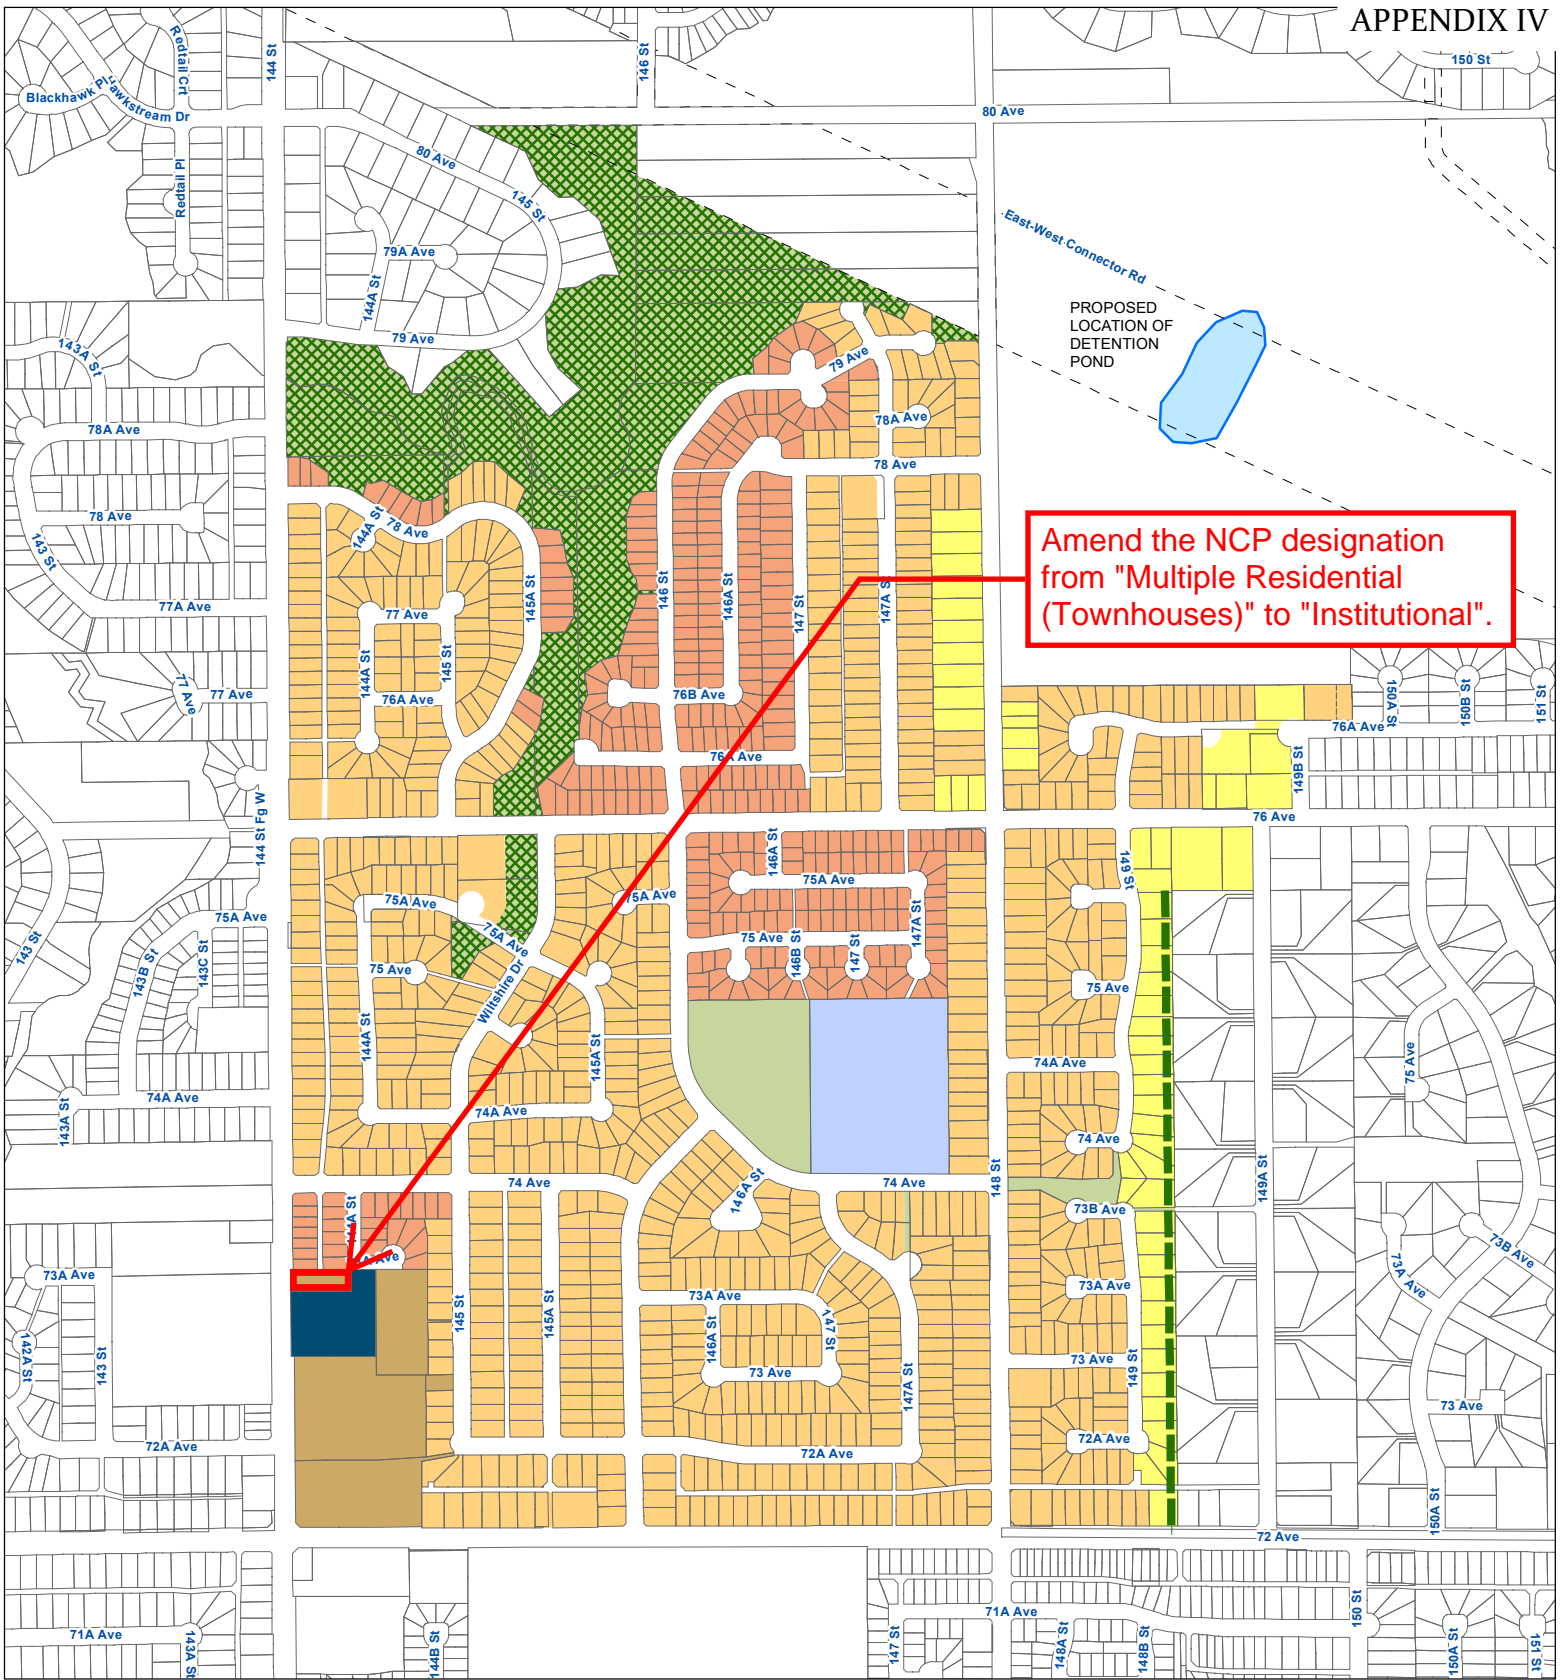 APPENDIX IV
150 St
Redtail Crt
144 St
146 St
Blackhawk Pl
Hawkstream Dr
80 Ave
80 Ave
Redtail Pl
145 St
79A Ave
144A St
East-West Connector Rd
PROPOSED
LOCATION OF
DETENTION
POND
79 Ave
143A St
79 Ave
78A Ave
78A Ave
78 Ave
78 Ave
144A St
78 Ave
143 St
Amend the NCP designation
from "Multiple Residential
(Townhouses)" to "Institutional".
145A St
146 St
146A St
147 St
147A St
77A Ave
77 Ave
144A St
145 St
77 Ave
77 Ave
76A Ave
76B Ave
150A St
150B St
151 St
76A Ave
76A Ave
149B St
144 St Fg W
76 Ave
146A St
149 St
75A Ave
75A Ave
75A Ave
75A Ave
147A St
75A Ave
143 St
143B St
143C St
75 Ave
146B St
147 St
75 Ave
75 Ave
Wiltshire Dr
144A St
145A St
74A Ave
75 Ave
74A Ave
143A St
74A Ave
74 Ave
74 Ave
146A St
74 Ave
148 St
149A St
73B Ave
144A St
A Ave
73B Ave
73A Ave
73A Ave
73A Ave
73A Ave
145 St
145A St
146A St
147 St
142A St
143 St
73 Ave
73 Ave
149 St
147A St
73 Ave
72A Ave
72A Ave
72A Ave
150A St
72 Ave
71A Ave
150 St
71A Ave
143A St
144B St
147 St
148A St
148B St
150A St
151 St